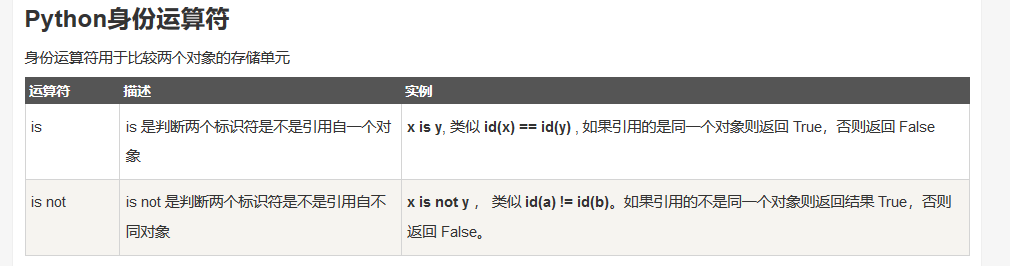 Python身份运算符
身份运算符用于比较两个对象的存储单元
运算符 描述 实例
is is 是判断两个标识符是不是引用自一个对 x is y, 类似 id(x) == id(y) , 如果引用的是同一个对象则返回 True，否则返回 False
象
is not is not 是判断两个标识符是不是引用自不 x is not y ， 类似 id(a) != id(b)。如果引用的不是同一个对象则返回结果 True，否则
同对象 返回 False。